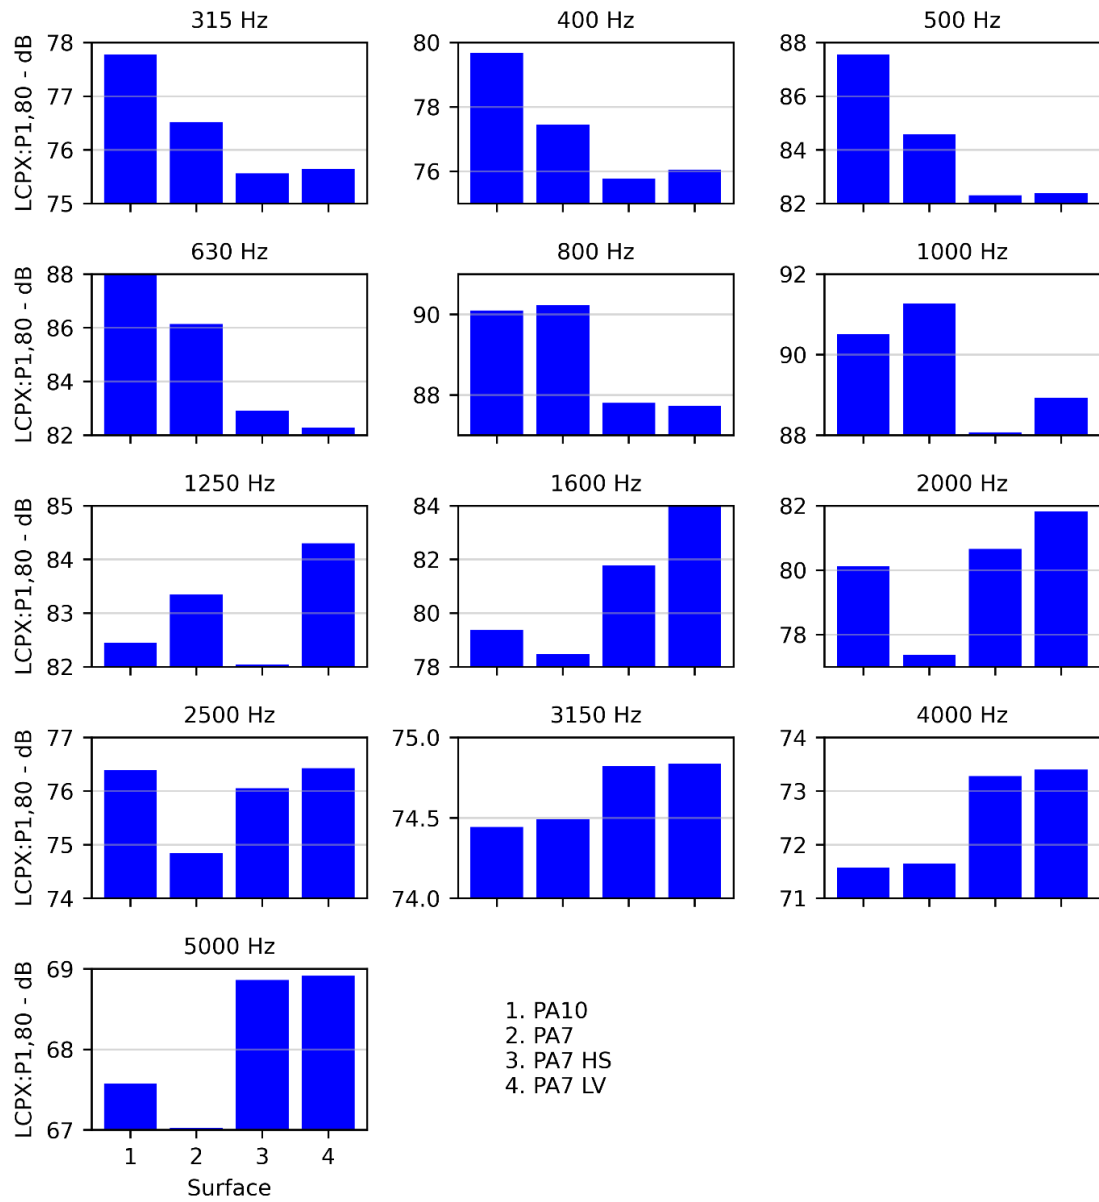 315 Hz
400 Hz
500 Hz
LCPX:P1,80 - dB
78
77
76
75
80
78
76
88
86
84
82
630 Hz
800 Hz
1000 Hz
LCPX:P1,80 - dB
88
86
84
82
90
88
92
90
88
1250 Hz
1600 Hz
2000 Hz
LCPX:P1,80 - dB
85
84
83
82
84
82
80
78
82
80
78
2500 Hz
3150 Hz
4000 Hz
LCPX:P1,80 - dB
77
76
75
74
75.0
74.5
74.0
74
73
72
71
5000 Hz
LCPX:P1,80 - dB
69
68
67
1 2 3 4
Surface
1. PA10
2. PA7
3. PA7 HS
4. PA7 LV